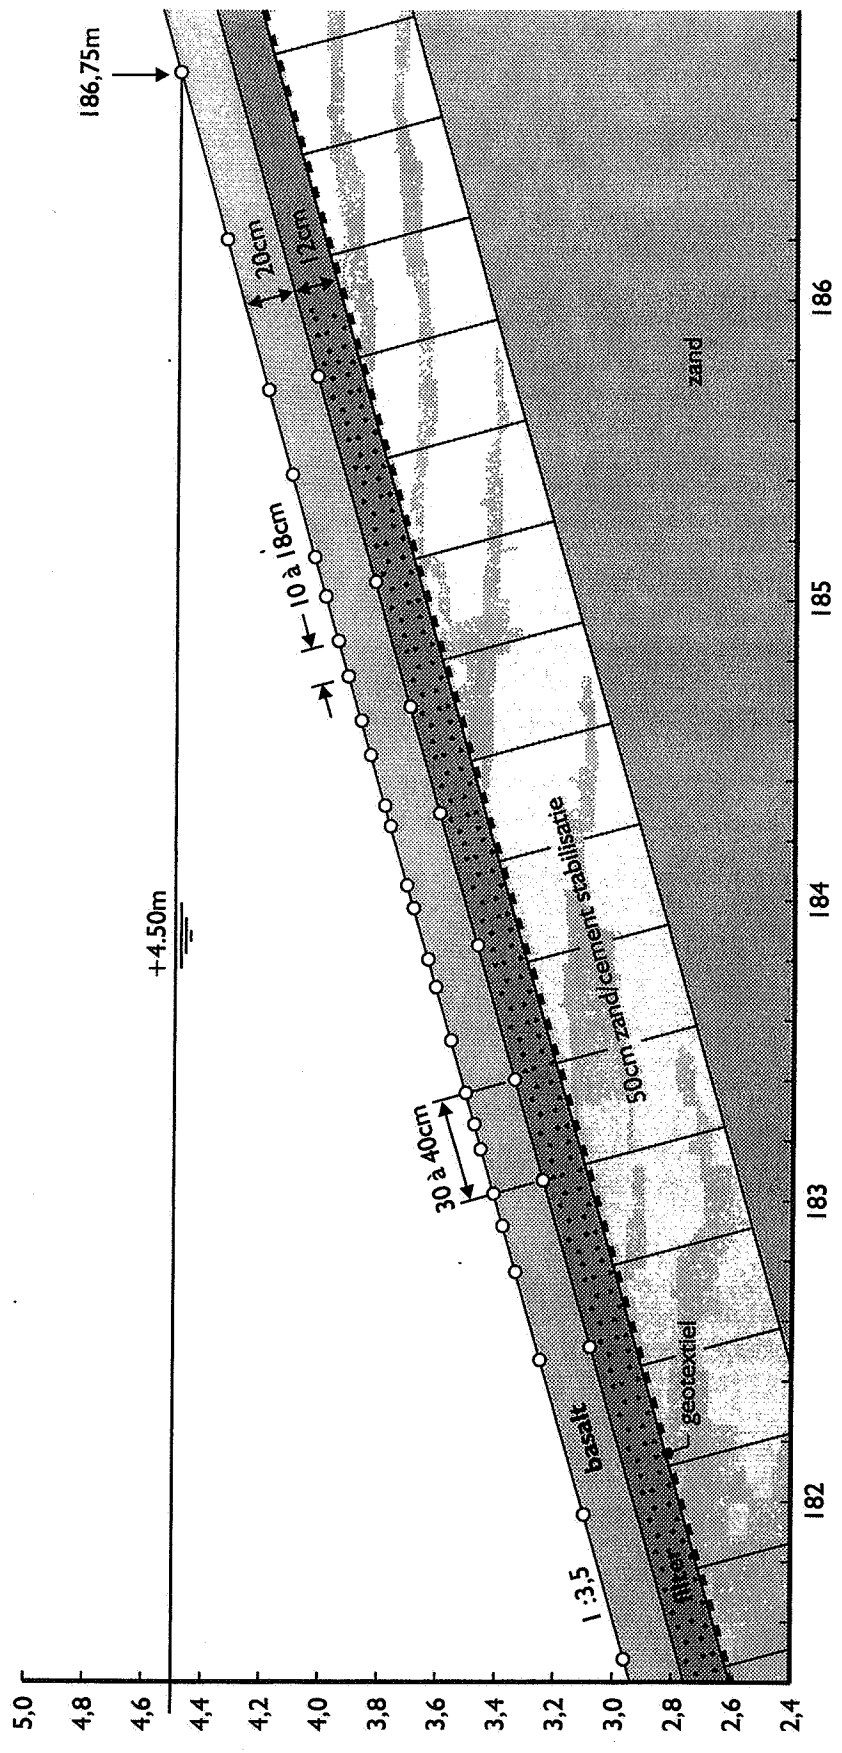 186,75m
+4.50m
20cm
12cm
10 à 18cm
30 à 40cm
50cm zand/cement stabilisatie
zand
basalt
geotextiel
filter
1:3,5
5,0
4,8
4,6
4,4
4,2
4,0
3,8
3,6
3,4
3,2
3,0
2,8
2,6
2,4
182
183
184
185
186